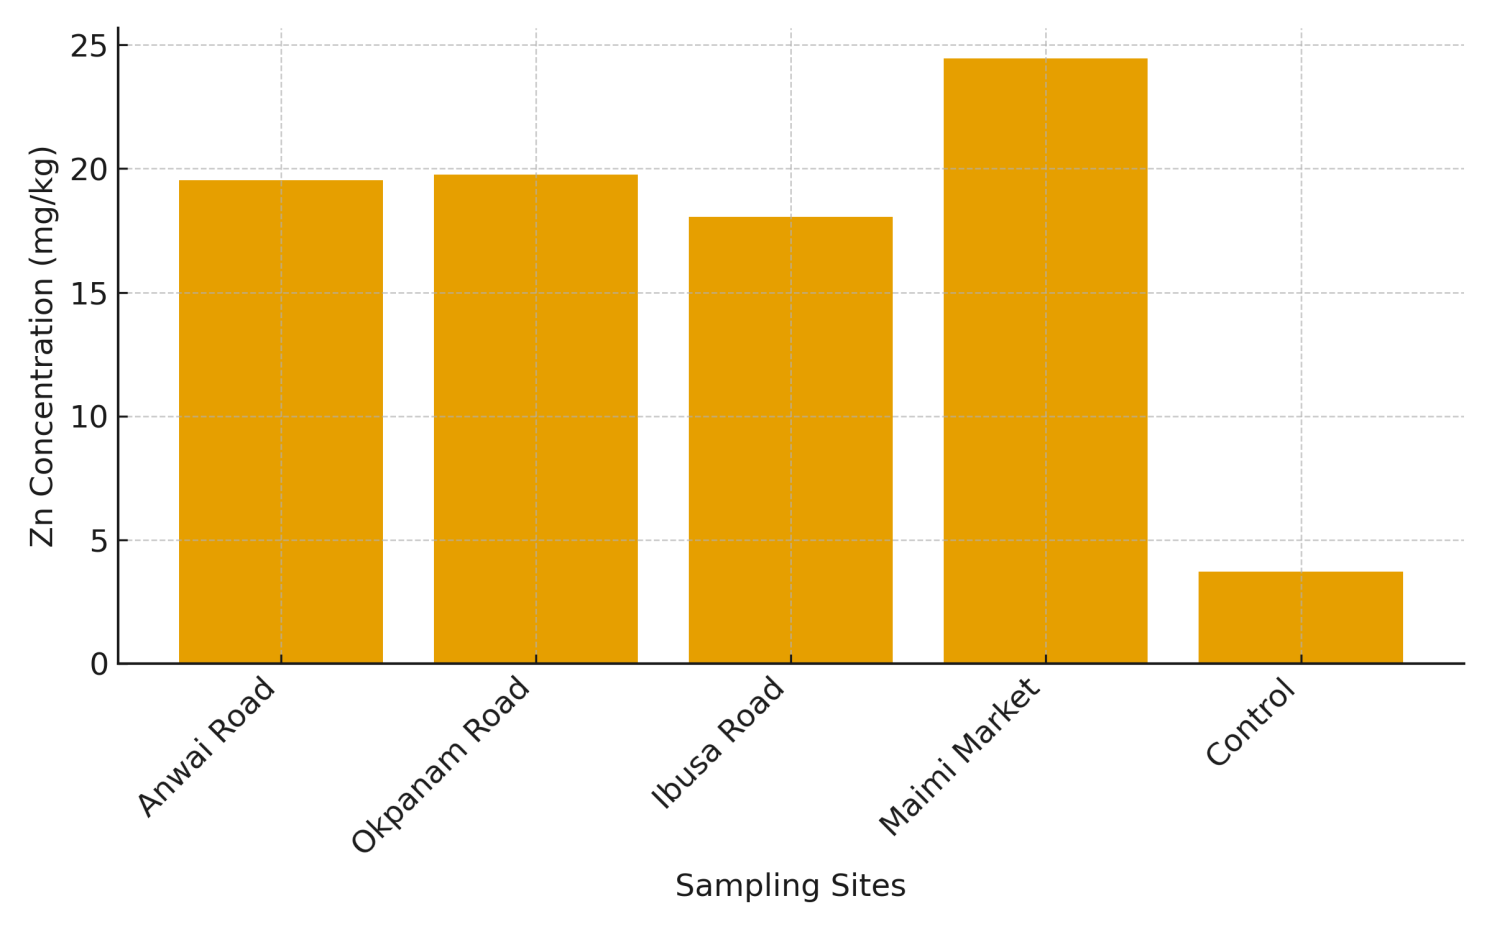 Zn Concentration (mg/kg)
25
20
15
10
5
0
Anwai Road
Okpanam Road
Ibusa Road
Maimi Market
Control
Sampling Sites